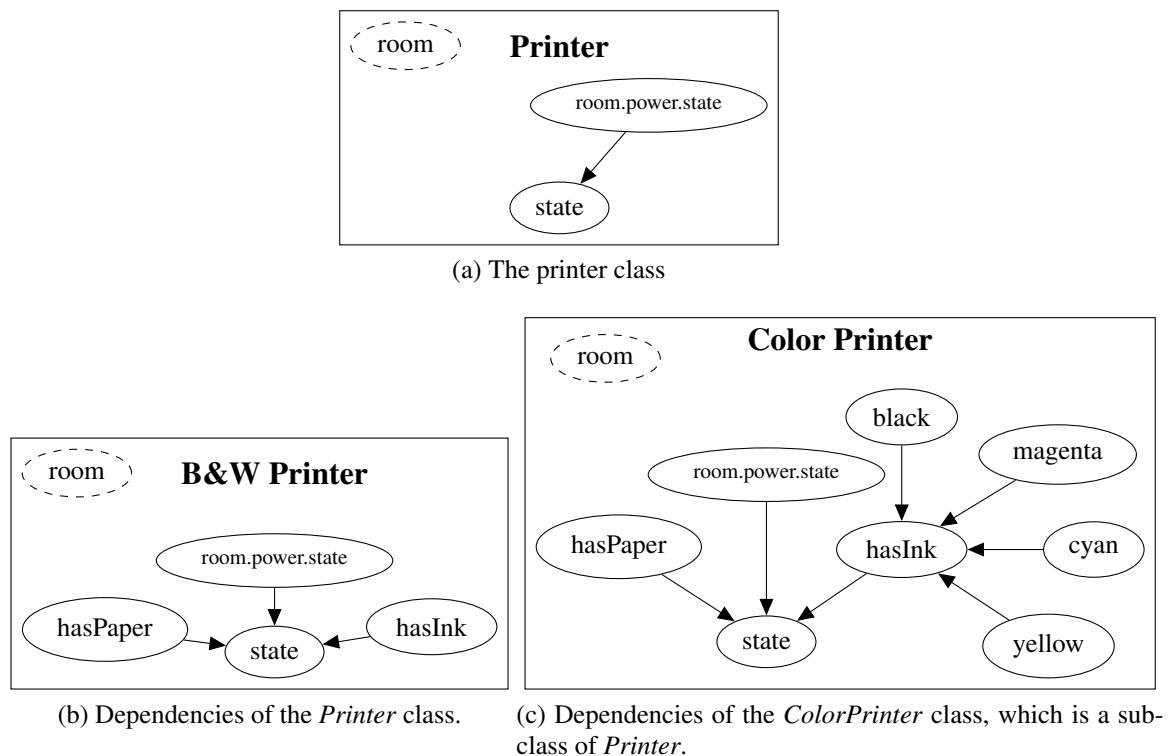 room
Printer
room.power.state
state
(a) The printer class
room
Color Printer
black
magenta
room.power.state
hasPaper
hasInk
cyan
state
yellow
room
B&W Printer
room.power.state
hasPaper
hasInk
state
(b) Dependencies of the Printer class.
(c) Dependencies of the ColorPrinter class, which is a sub-
class of Printer.